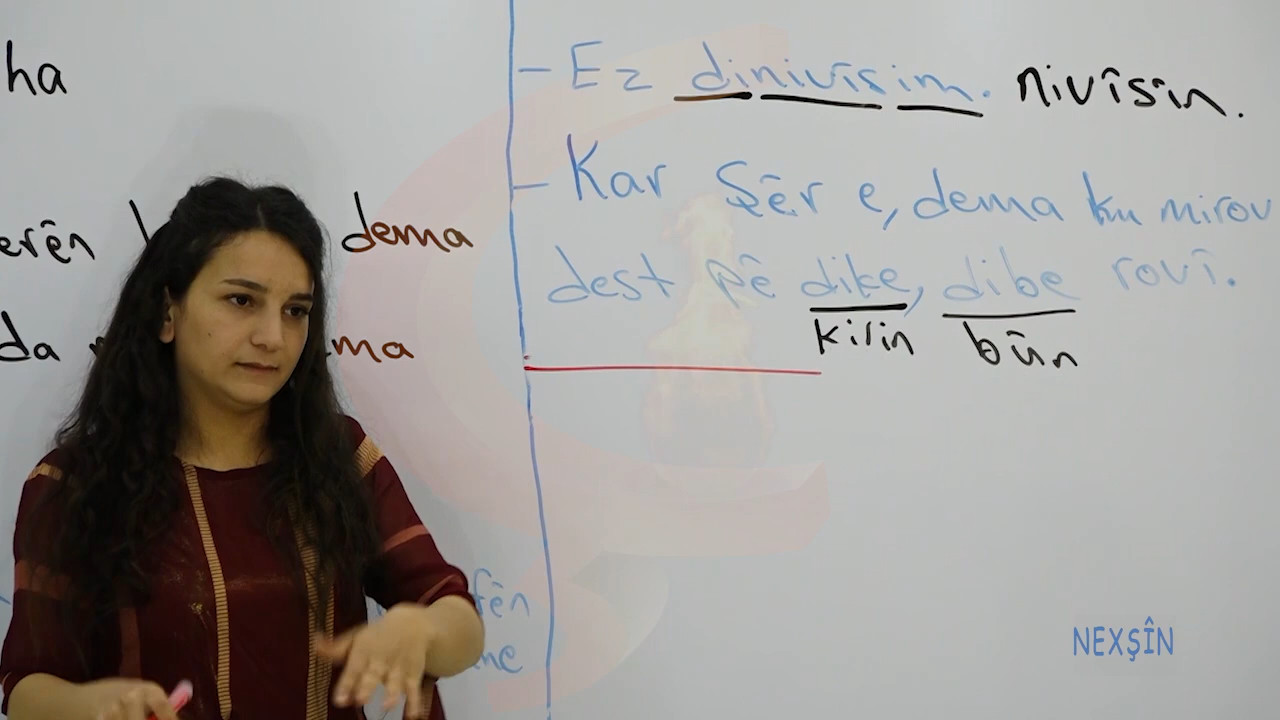 ha
erên dema
da ma
- Ez dinivîsim. nivîsîn.
- Kar Şêr e, dema ku mirov
dest pê dike, dibe rovî.
kirin bûn
fên
ne
NEXŞÎN